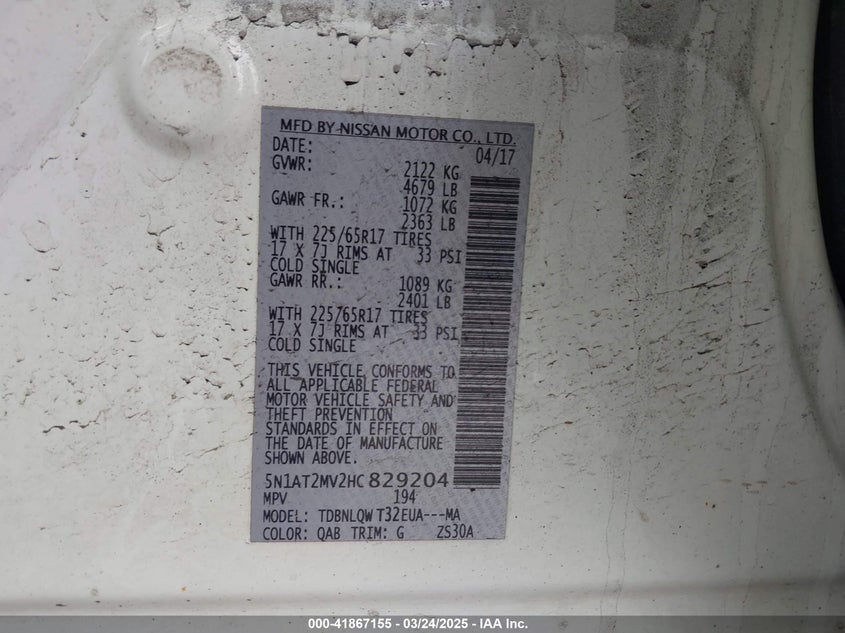 MFD BY NISSAN MOTOR CO., LTD.
DATE: 04/17
GVWR: 2122 KG
4679 LB
GAWR FR.: 1072 KG
2363 LB
WITH 225/65R17 TIRES
17 X 7J RIMS AT 33 PSI
COLD SINGLE
GAWR RR.: 1089 KG
2401 LB
WITH 225/65R17 TIRES
17 X 7J RIMS AT 33 PSI
COLD SINGLE
THIS VEHICLE CONFORMS TO
ALL APPLICABLE FEDERAL
MOTOR VEHICLE SAFETY AND
THEFT PREVENTION
STANDARDS IN EFFECT ON
THE DATE OF MANUFACTURE
SHOWN ABOVE.
5N1AT2MV2HC829204
MPV 194
MODEL: TDBNLQW T32EUA---MA
COLOR: QAB TRIM: G ZS30A
000-41867155 - 03/24/2025 - IAA Inc.